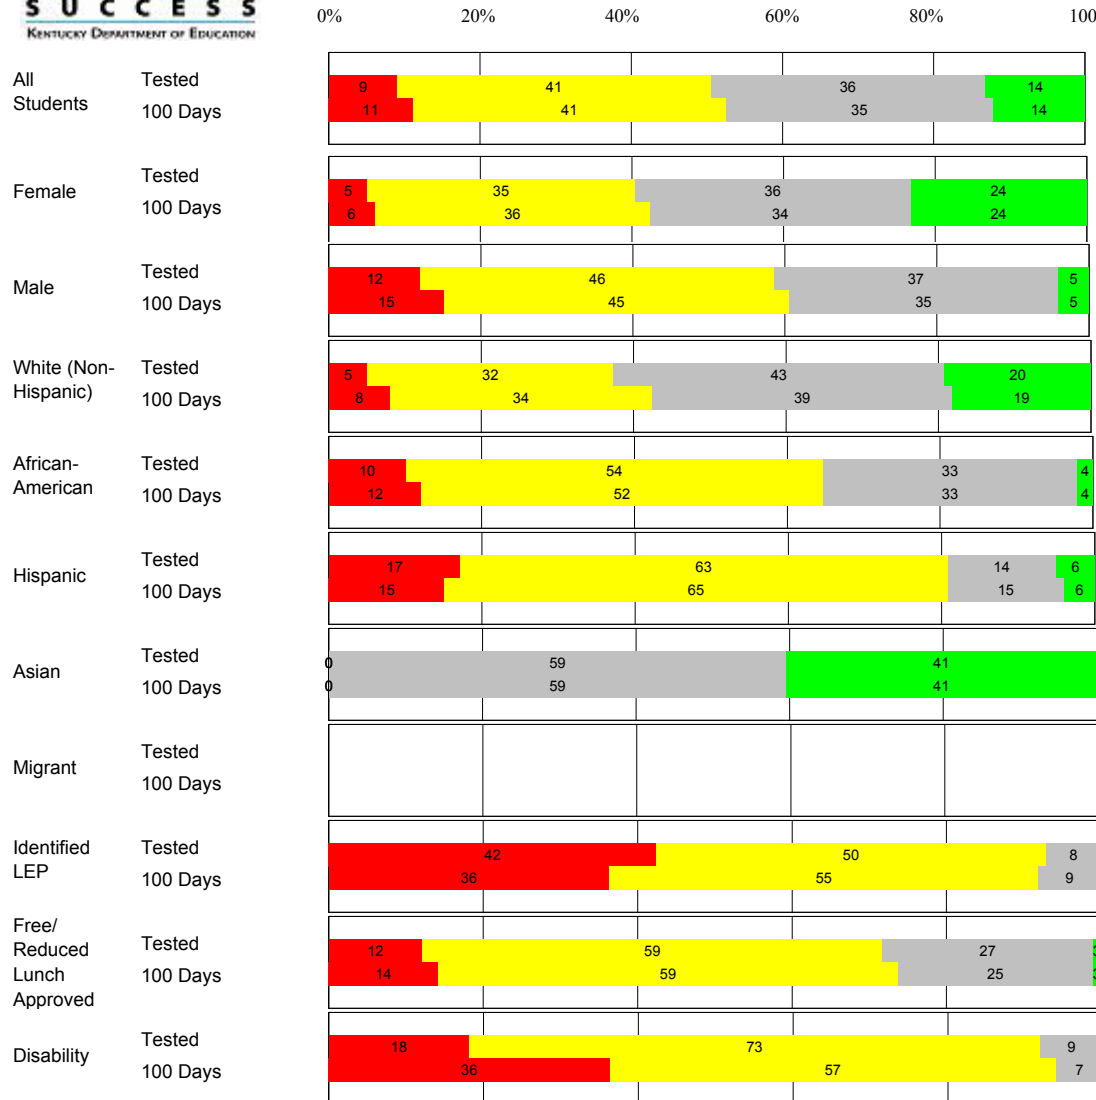 S U C C E S S
KENTUCKY DEPARTMENT OF EDUCATION
0% 20% 40% 60% 80% 100
All Students
Tested 9 41 36 14
100 Days 11 41 35 14
Female
Tested 5 35 36 24
100 Days 6 36 34 24
Male
Tested 12 46 37 5
100 Days 15 45 35 5
White (Non-
Hispanic)
Tested 5 32 43 20
100 Days 8 34 39 19
African-
American
Tested 10 54 33 4
100 Days 12 52 33 4
Hispanic
Tested 17 63 14 6
100 Days 15 65 15 6
Asian
Tested 0 59 41
100 Days 0 59 41
Migrant
Tested
100 Days
Identified
LEP
Tested 42 50 8
100 Days 36 55 9
Free/
Reduced
Lunch
Approved
Tested 12 59 27
100 Days 14 59 25
Disability
Tested 18 73 9
100 Days 36 57 7